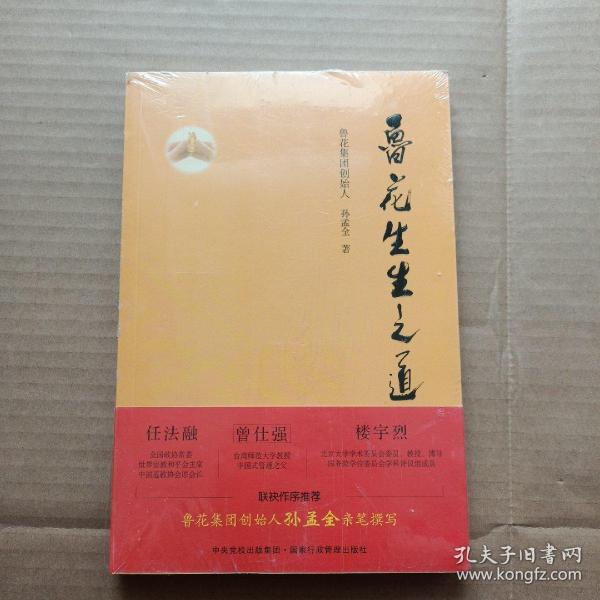 魯花生生之道
鲁花集团创始人 孙孟全 著
任法融
全国政协常委
世界宗教和平会主席
中国道教协会原会长
曾仕强
台湾师范大学教授
中国式管理之父
楼宇烈
北京大学学术委员会委员、教授、博导
国务院学位委员会学科评议组成员
联袂作序推荐
鲁花集团创始人孙孟全亲笔撰写
中央党校出版集团·国家行政管理出版社
孔夫子旧书网
www.kongfz.com